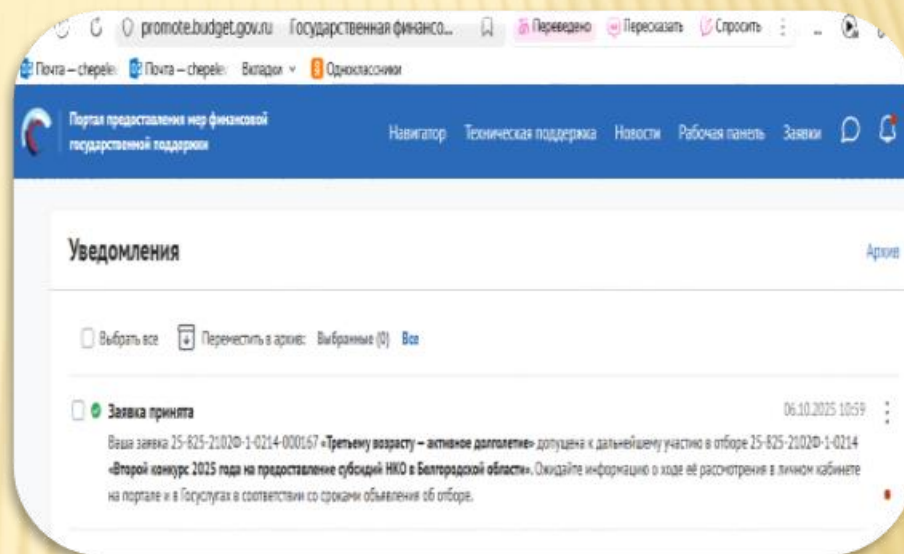 promote.budget.gov.ru Государственная финансо... Переведено Пересказать Спросить
Почта — chepele Почта — chepele Вкладки Одноклассники
Портал предоставления мер финансовой
государственной поддержки
Навигатор Техническая поддержка Новости Рабочая панель Заявки
Уведомления
Архив
Выбрать все Переместить в архив: Выбранные (0) Все
Заявка принята
06.10.2025 10:59
Ваша заявка 25-825-2102Ф-1-0214-000167 «Третьему возрасту – активное долголетие» допущена к дальнейшему участию в отборе 25-825-2102Ф-1-0214
«Второй конкурс 2025 года на предоставление субсидий НКО в Белгородской области». Ожидайте информацию о ходе её рассмотрения в личном кабинете
на портале и в Госуслугах в соответствии со сроками объявления об отборе.